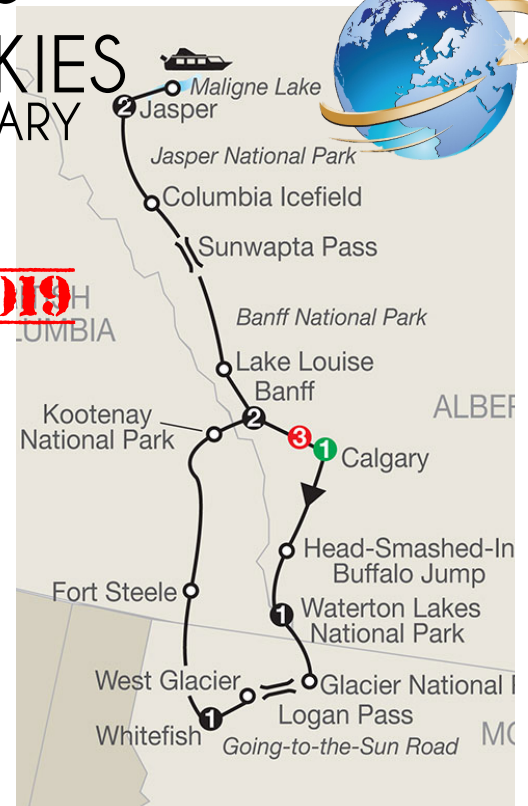 KIES
ARY
Maligne Lake
2 Jasper
Jasper National Park
Columbia Icefield
Sunwapta Pass
019
H
UMBIA
Banff National Park
Lake Louise
Banff
2
ALBER
Kootenay
National Park
3
1 Calgary
Head-Smashed-In
Buffalo Jump
Fort Steele
1 Waterton Lakes
National Park
West Glacier
Glacier National
Logan Pass
1
Whitefish
Going-to-the-Sun Road
MO